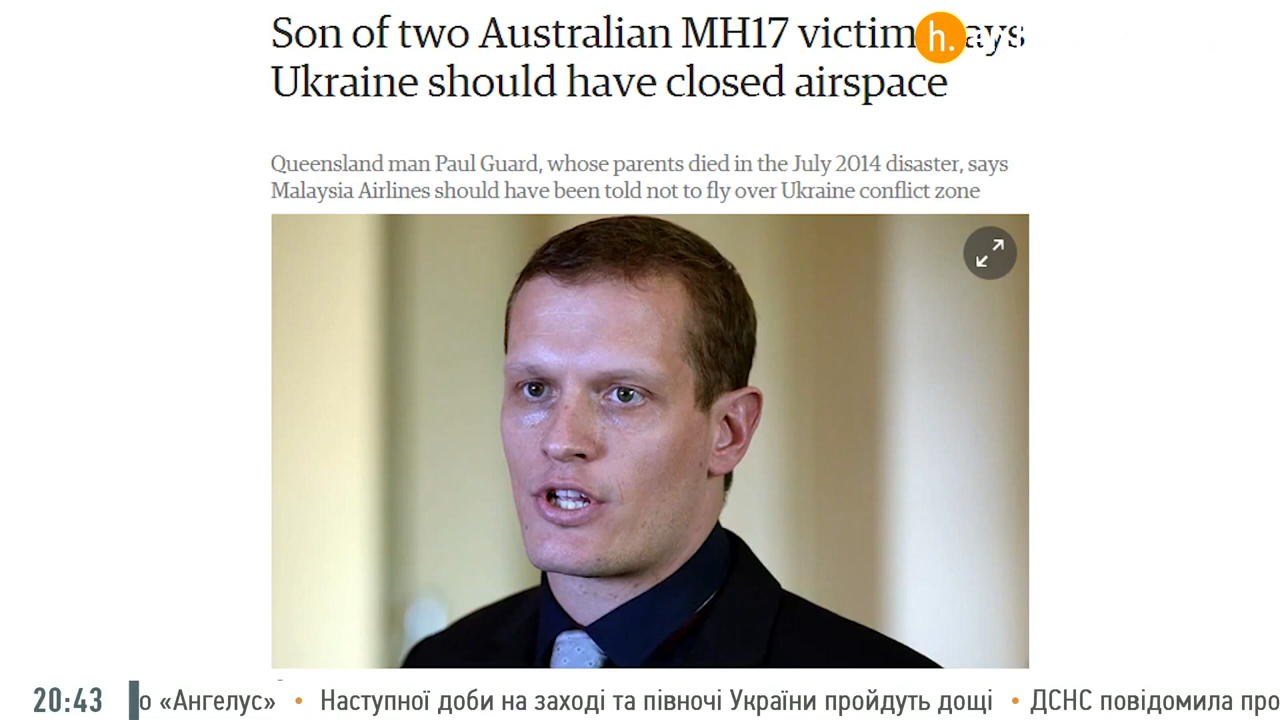 Son of two Australian MH17 victim ays
Ukraine should have closed airspace
h.
Queensland man Paul Guard, whose parents died in the July 2014 disaster, says
Malaysia Airlines should have been told not to fly over Ukraine conflict zone
20:43
о «Ангелус» • Наступної доби на заході та півночі України пройдуть дощі • ДСНС повідомила про